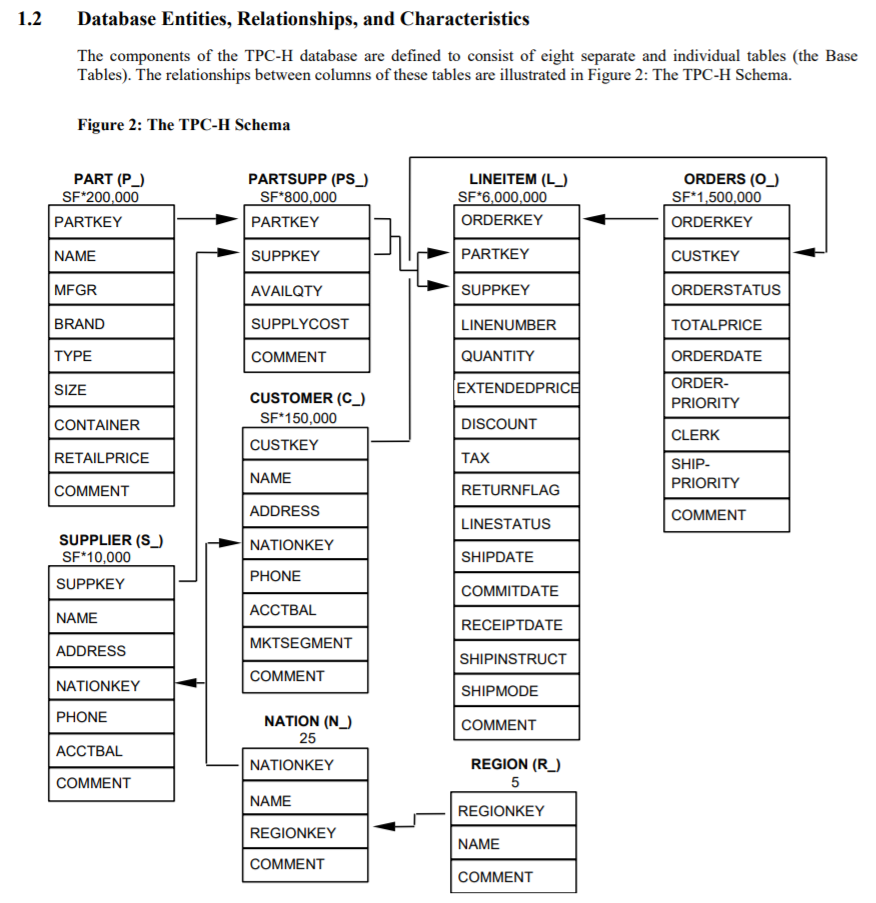 1.2 Database Entities, Relationships, and Characteristics
The components of the TPC-H database are defined to consist of eight separate and individual tables (the Base
Tables). The relationships between columns of these tables are illustrated in Figure 2: The TPC-H Schema.
Figure 2: The TPC-H Schema
PART (P_)
SF*200,000
PARTKEY
NAME
MFGR
BRAND
TYPE
SIZE
CONTAINER
RETAILPRICE
COMMENT
SUPPLIER (S_)
SF*10,000
SUPPKEY
NAME
ADDRESS
NATIONKEY
PHONE
ACCTBAL
COMMENT
PARTSUPP (PS_)
SF*800,000
PARTKEY
SUPPKEY
AVAILQTY
SUPPLYCOST
COMMENT
CUSTOMER (C_)
SF*150,000
CUSTKEY
NAME
ADDRESS
NATIONKEY
PHONE
ACCTBAL
MKTSEGMENT
COMMENT
NATION (N_)
25
NATIONKEY
NAME
REGIONKEY
COMMENT
LINEITEM (L_)
SF*6,000,000
ORDERKEY
PARTKEY
SUPPKEY
LINENUMBER
QUANTITY
EXTENDEDPRICE
DISCOUNT
TAX
RETURNFLAG
LINESTATUS
SHIPDATE
COMMITDATE
RECEIPTDATE
SHIPINSTRUCT
SHIPMODE
COMMENT
REGION (R_)
5
REGIONKEY
NAME
COMMENT
ORDERS (O_)
SF*1,500,000
ORDERKEY
CUSTKEY
ORDERSTATUS
TOTALPRICE
ORDERDATE
ORDER-
PRIORITY
CLERK
SHIP-
PRIORITY
COMMENT